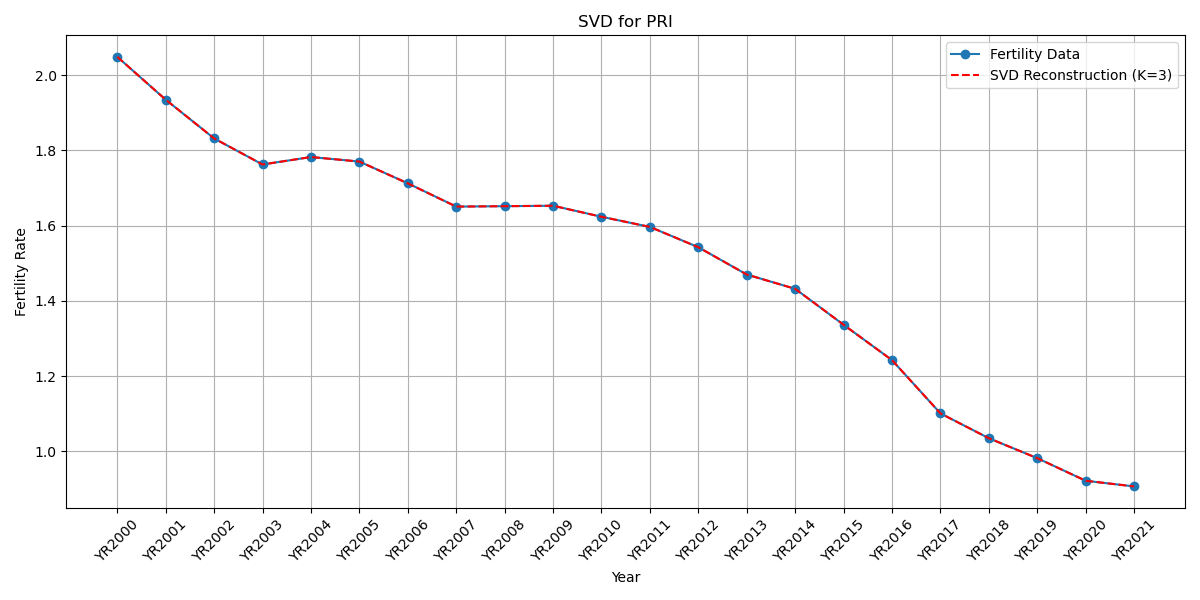 SVD for PRI
Fertility Data
SVD Reconstruction (K=3)
Fertility Rate
2.0
1.8
1.6
1.4
1.2
1.0
YR2000
YR2001
YR2002
YR2003
YR2004
YR2005
YR2006
YR2007
YR2008
YR2009
YR2010
YR2011
YR2012
YR2013
YR2014
YR2015
YR2016
YR2017
YR2018
YR2019
YR2020
YR2021
Year